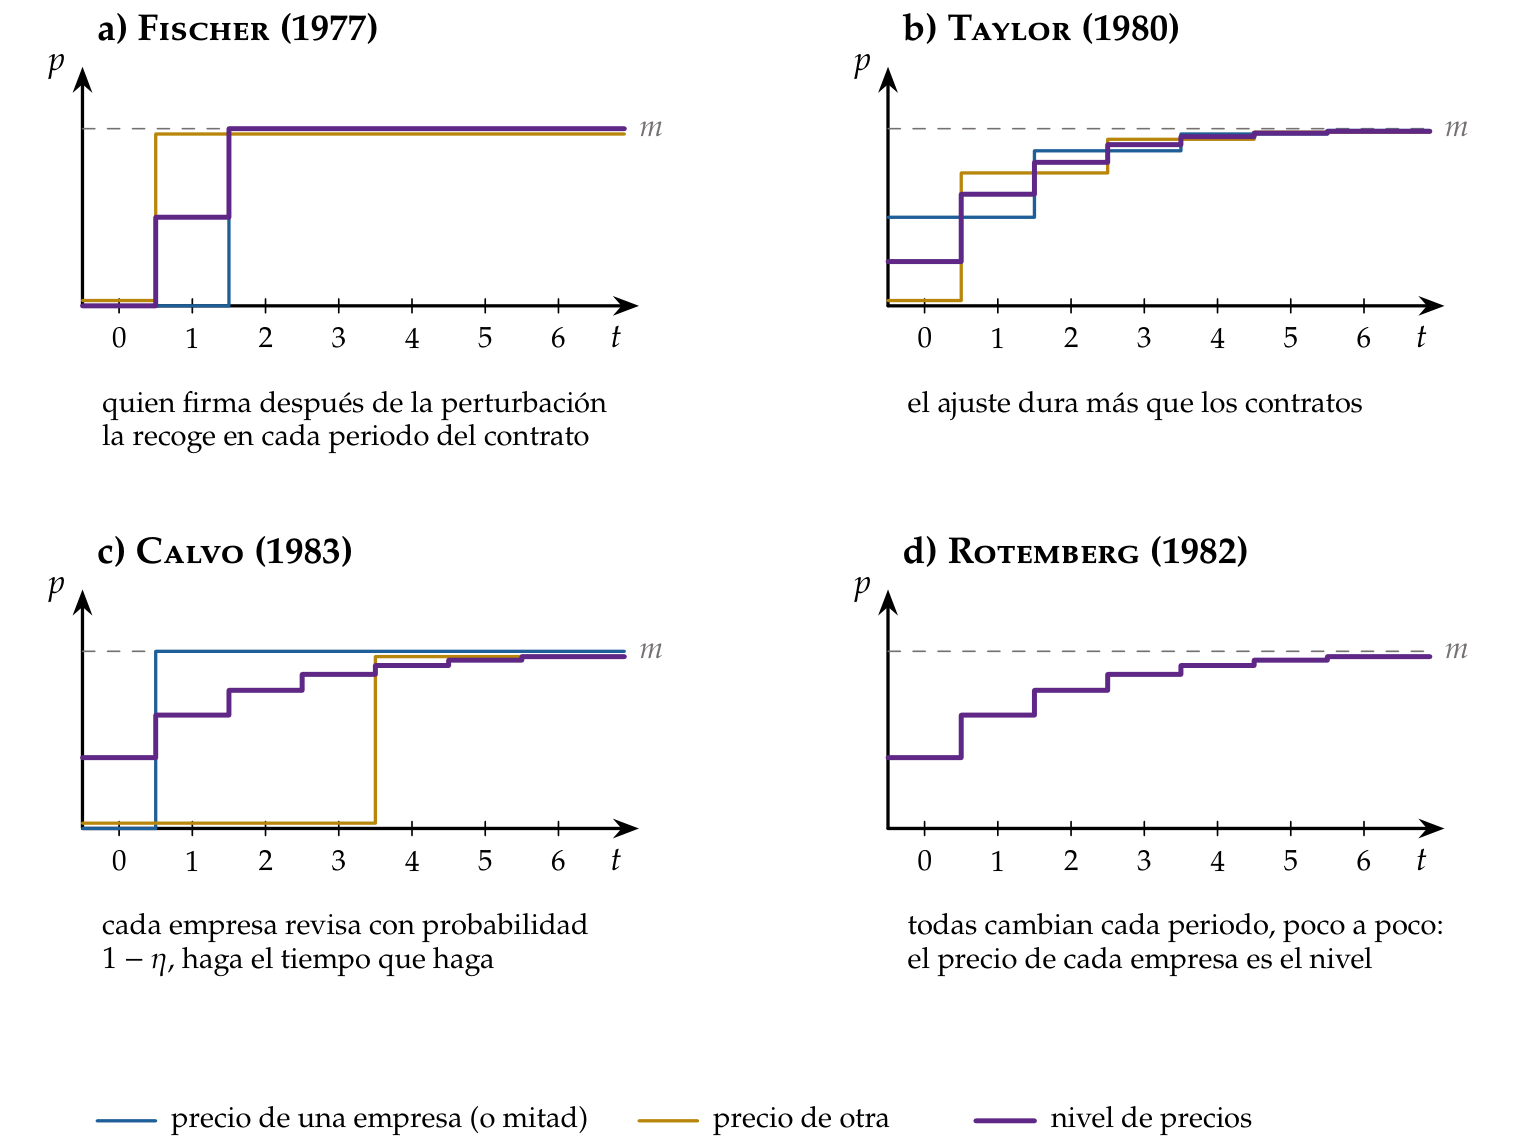 a) Fischer (1977)
p
m
0 1 2 3 4 5 6 t
quien firma después de la perturbación
la recoge en cada periodo del contrato
b) Taylor (1980)
p
m
0 1 2 3 4 5 6 t
el ajuste dura más que los contratos
c) Calvo (1983)
p
m
0 1 2 3 4 5 6 t
cada empresa revisa con probabilidad
1 − η, haga el tiempo que haga
d) Rotemberg (1982)
p
m
0 1 2 3 4 5 6 t
todas cambian cada periodo, poco a poco:
el precio de cada empresa es el nivel
precio de una empresa (o mitad) precio de otra nivel de precios